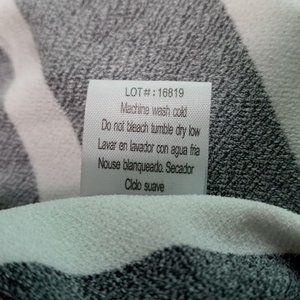 LOT#: 16819
Machine wash cold
Do not bleach tumble dry low
Lavar en lavador con agua fria
Nouse blanqueado. Secador
Ciclo suave